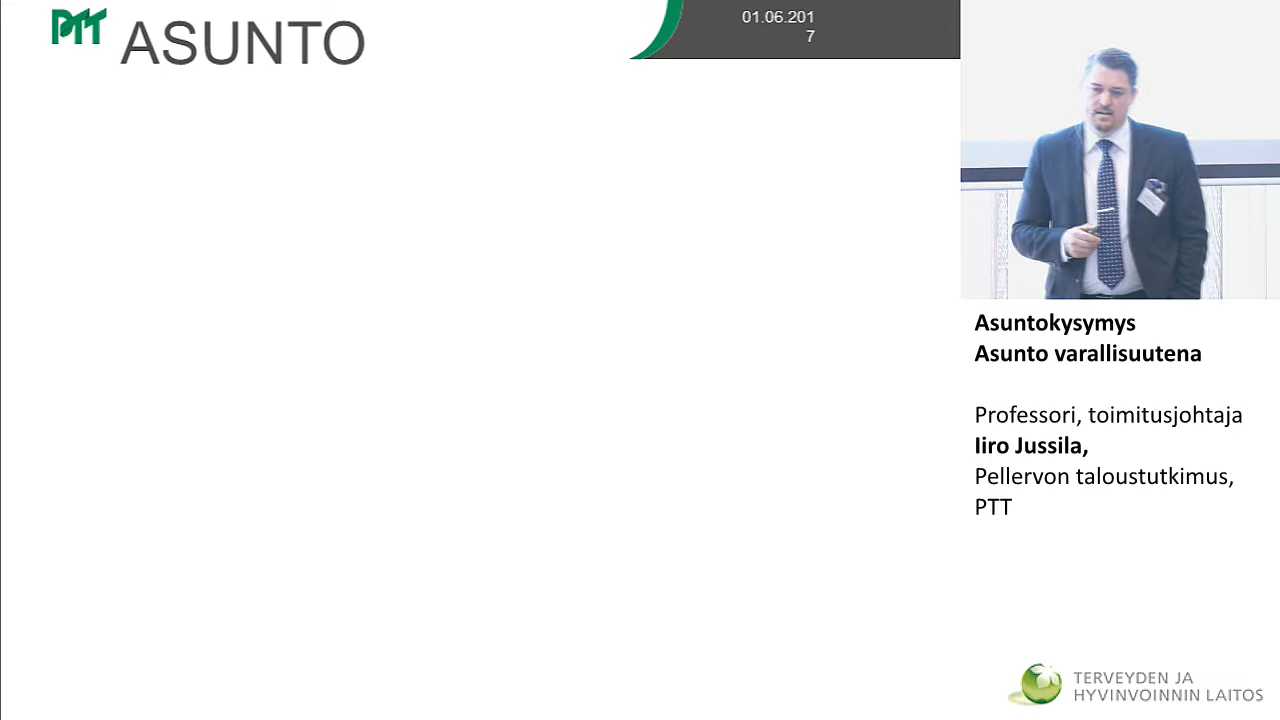 PTT
ASUNTO
01.06.201
7
Asuntokysymys
Asunto varallisuutena
Professori, toimitusjohtaja
Iiro Jussila,
Pellervon taloustutkimus,
PTT
TERVEYDEN JA
HYVINVOINNIN LAITOS